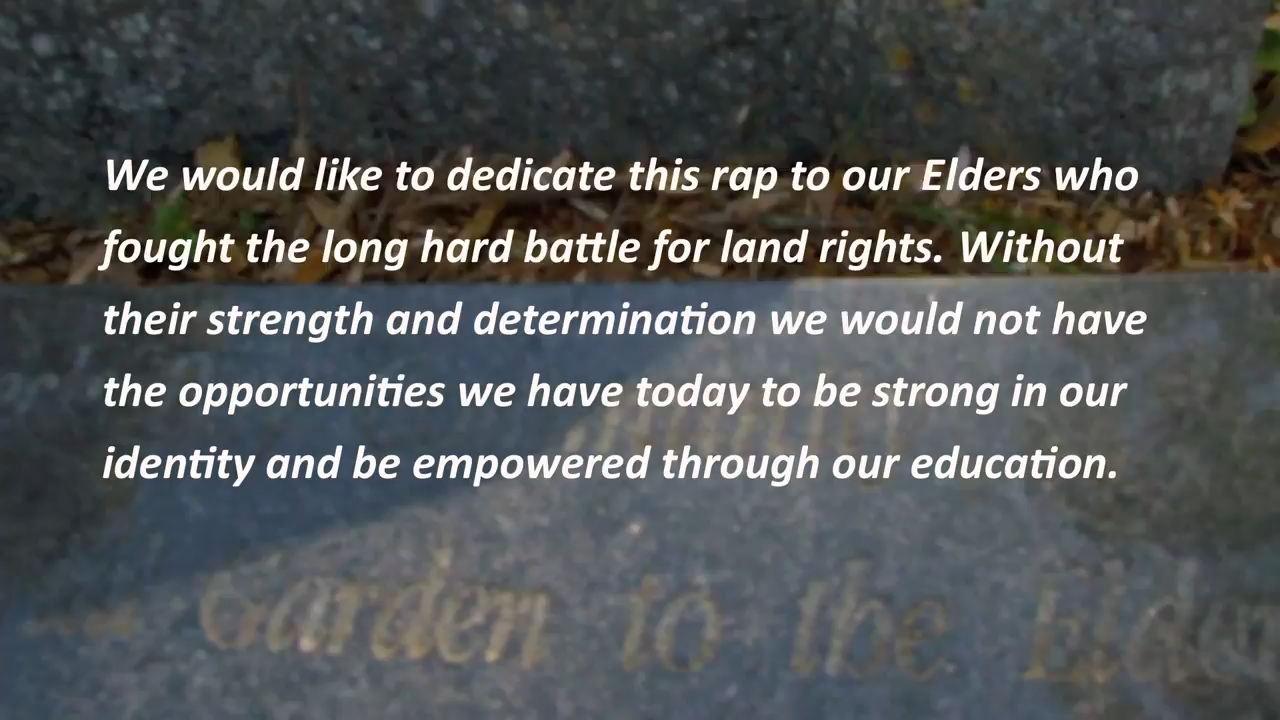 We would like to dedicate this rap to our Elders who
fought the long hard battle for land rights. Without
their strength and determination we would not have
the opportunities we have today to be strong in our
identity and be empowered through our education.
Garden to the Elder